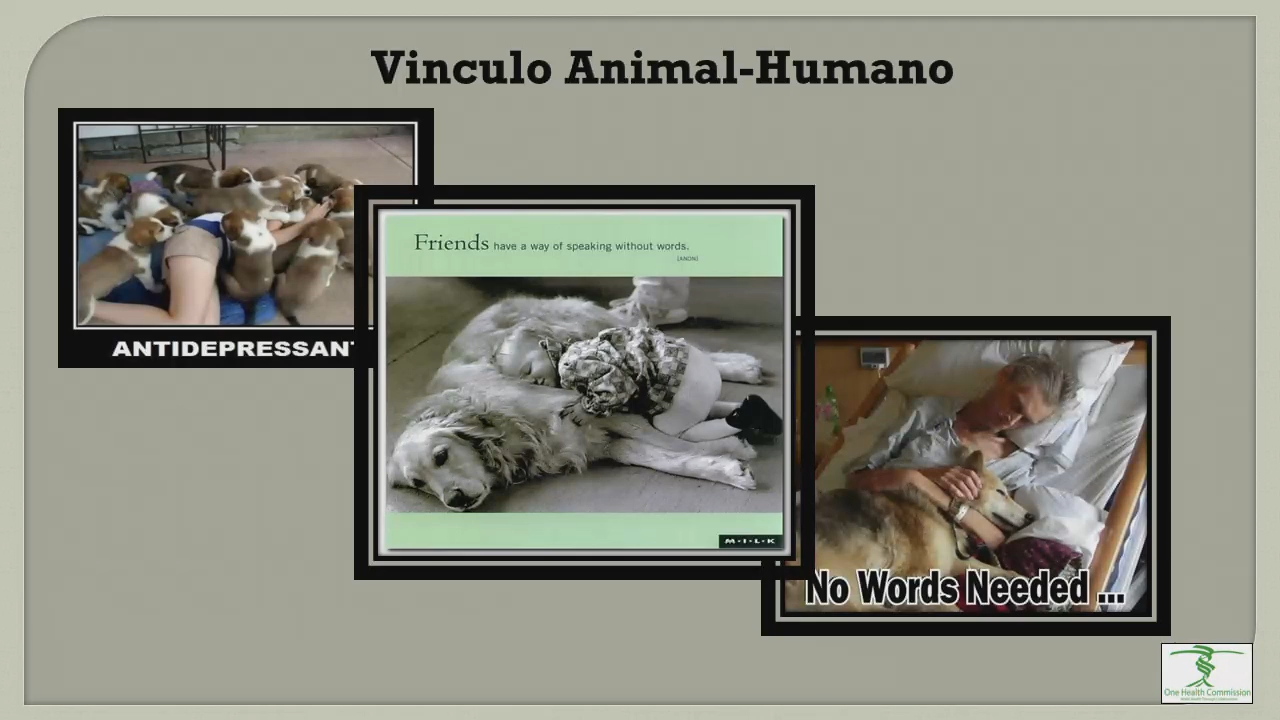 Vinculo Animal-Humano
ANTIDEPRESSANT
Friends have a way of speaking without words.
[ANON]
M·I·L·K
No Words Needed ...
One Health Commission